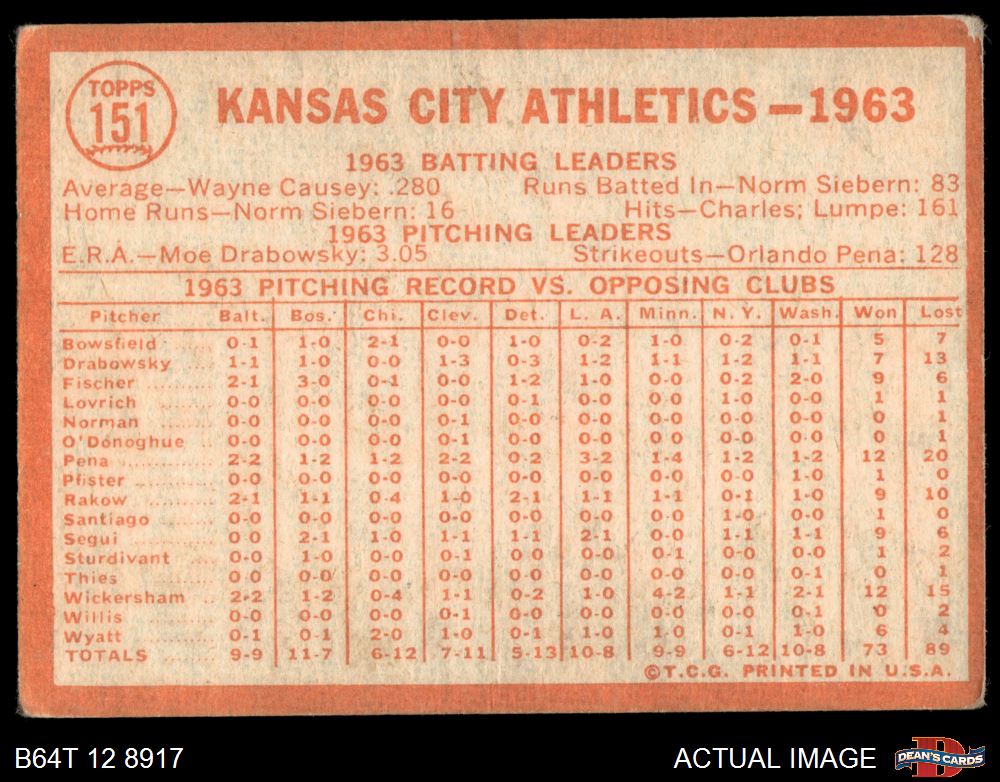 TOPPS
151
KANSAS CITY ATHLETICS—1963
1963 BATTING LEADERS
Average—Wayne Causey: .280 Runs Batted In—Norm Siebern: 83
Home Runs—Norm Siebern: 16 Hits—Charles; Lumpe: 161
1963 PITCHING LEADERS
E.R.A.—Moe Drabowsky: 3.05 Strikeouts—Orlando Pena: 128
1963 PITCHING RECORD VS. OPPOSING CLUBS
Pitcher Balt. Bos. Chi. Clev. Det. L. A. Minn. N. Y. Wash. Won Lost
Bowsfield 0-1 1-0 2-1 0-0 1-0 0-2 1-0 0-2 0-1 5 7
Drabowsky 1-1 1-0 0-0 1-3 0-3 1-2 1-1 1-2 1-1 7 13
Fischer 2-1 3-0 0-1 0-0 1-2 1-0 0-0 0-2 2-0 9 6
Lovrich 0-0 0-0 0-0 0-0 0-1 0-0 0-0 1-0 0-0 1 1
Norman 0-0 0-0 0-0 0-1 0-0 0-0 0-0 0-0 0-0 0 1
O'Donoghue 0-0 0-0 0-0 0-1 0-0 0-0 0-0 0-0 0-0 0 1
Pena 2-2 1-2 1-2 2-2 0-2 3-2 1-4 1-2 1-2 12 20
Pfister 0-0 0-0 0-0 0-0 0-0 0-0 0-0 0-0 1-0 1 0
Rakow 2-1 1-1 0-4 1-0 2-1 1-1 1-1 0-1 1-0 9 10
Santiago 0-0 0-0 0-0 0-0 0-0 0-0 0-0 1-0 0-0 1 0
Segui 0-0 2-1 1-0 1-1 1-1 2-1 0-0 1-1 1-1 9 6
Sturdivant 0-0 1-0 0-0 0-1 0-0 0-0 0-1 0-0 0-0 1 2
Thies 0-0 0-0 0-0 0-0 0-0 0-0 0-0 0-0 0-1 0 1
Wickersham 2-2 1-2 0-4 1-1 0-2 1-0 4-2 1-1 2-1 12 15
Willis 0-0 0-0 0-0 0-1 0-0 0-0 0-0 0-0 0-1 0 2
Wyatt 0-1 0-1 2-0 1-0 0-1 1-0 1-0 0-1 1-0 6 4
TOTALS 9-9 11-7 6-12 7-11 5-13 10-8 9-9 6-12 10-8 73 89
©T.C.G. PRINTED IN U.S.A.
B64T 12 8917 ACTUAL IMAGE DEAN'S CARDS